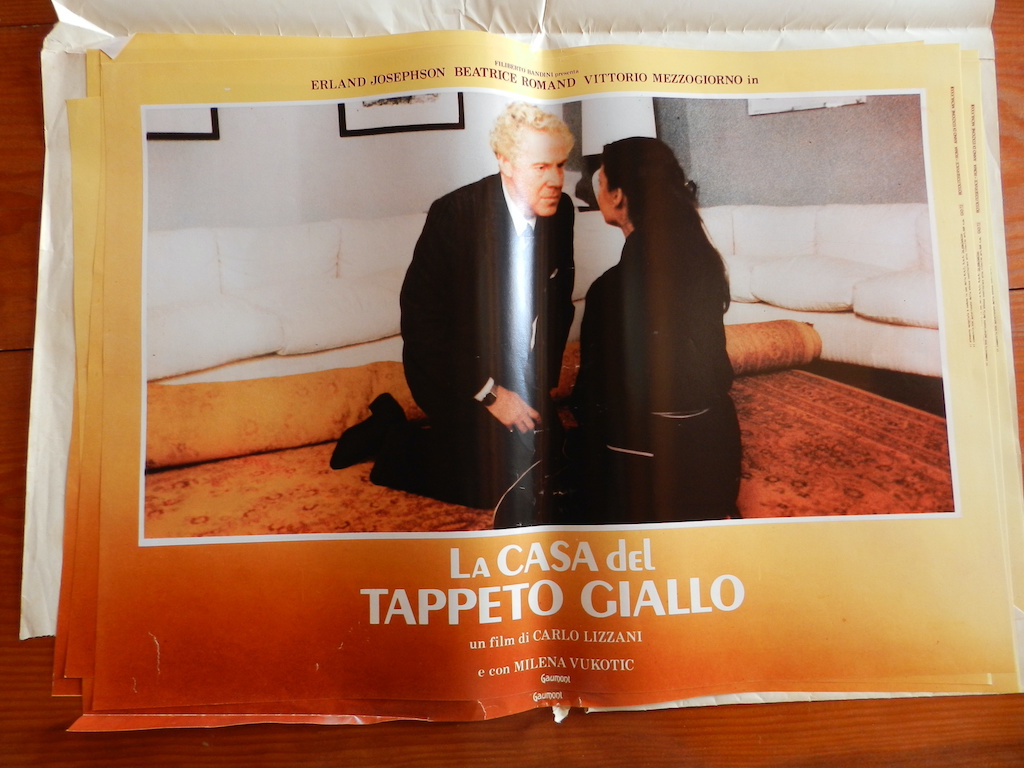 FILIBERTO BANDINI presenta
ERLAND JOSEPHSON BEATRICE ROMAND VITTORIO MEZZOGIORNO in
LA CASA del
TAPPETO GIALLO
un film di CARLO LIZZANI
e con MILENA VUKOTIC
Gaumont
Gaumont